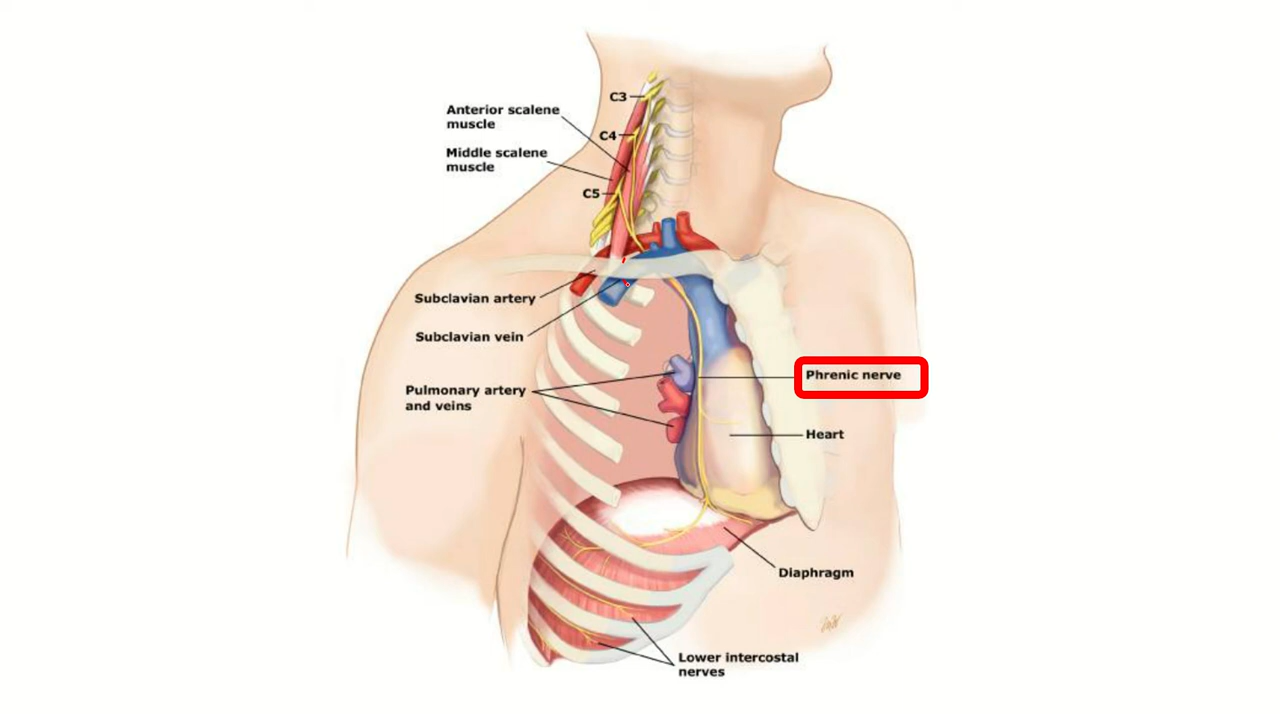 C3
Anterior scalene
muscle
C4
Middle scalene
muscle
C5
Subclavian artery
Subclavian vein
Phrenic nerve
Pulmonary artery
and veins
Heart
Diaphragm
Lower intercostal
nerves